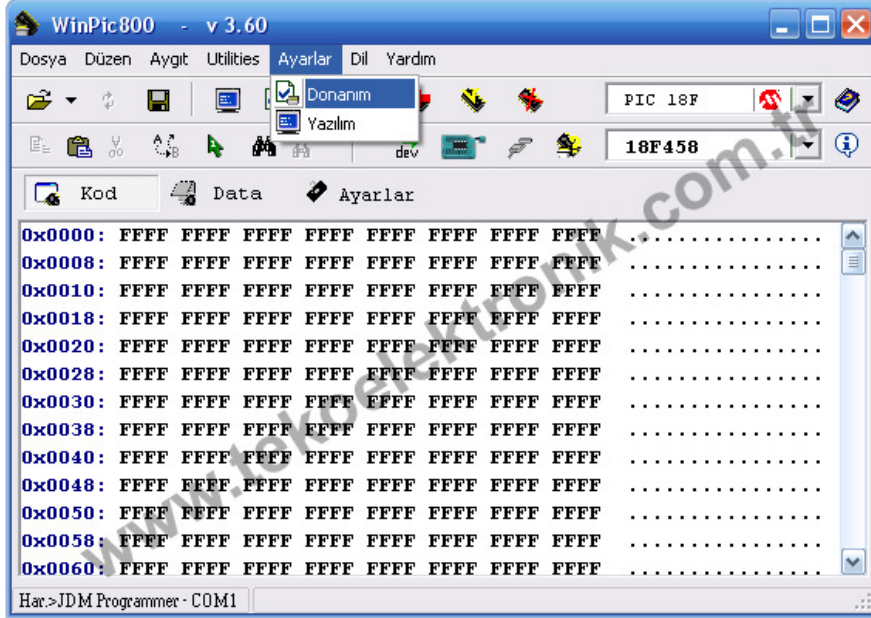 WinPic800 - v 3.60
Dosya Düzen Aygıt Utilities Ayarlar Dil Yardım
Donanım
PIC 18F
Yazılım
dev
18F458
Kod Data Ayarlar
0x0000: FFFF FFFF FFFF FFFF FFFF FFFF FFFF FFFF ................
0x0008: FFFF FFFF FFFF FFFF FFFF FFFF FFFF FFFF ................
0x0010: FFFF FFFF FFFF FFFF FFFF FFFF FFFF FFFF ................
0x0018: FFFF FFFF FFFF FFFF FFFF FFFF FFFF FFFF ................
0x0020: FFFF FFFF FFFF FFFF FFFF FFFF FFFF FFFF ................
0x0028: FFFF FFFF FFFF FFFF FFFF FFFF FFFF FFFF ................
0x0030: FFFF FFFF FFFF FFFF FFFF FFFF FFFF FFFF ................
0x0038: FFFF FFFF FFFF FFFF FFFF FFFF FFFF FFFF ................
0x0040: FFFF FFFF FFFF FFFF FFFF FFFF FFFF FFFF ................
0x0048: FFFF FFFF FFFF FFFF FFFF FFFF FFFF FFFF ................
0x0050: FFFF FFFF FFFF FFFF FFFF FFFF FFFF FFFF ................
0x0058: FFFF FFFF FFFF FFFF FFFF FFFF FFFF FFFF ................
0x0060: FFFF FFFF FFFF FFFF FFFF FFFF FFFF FFFF ................
Har.>JDM Programmer - COM1
www.tekoelektronik.com.tr